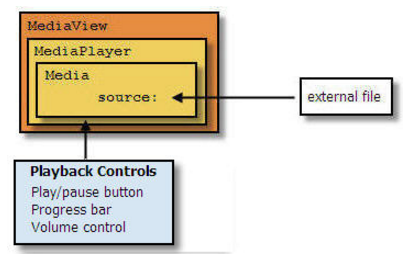 MediaView
MediaPlayer
Media
source:
external file
Playback Controls
Play/pause button
Progress bar
Volume control